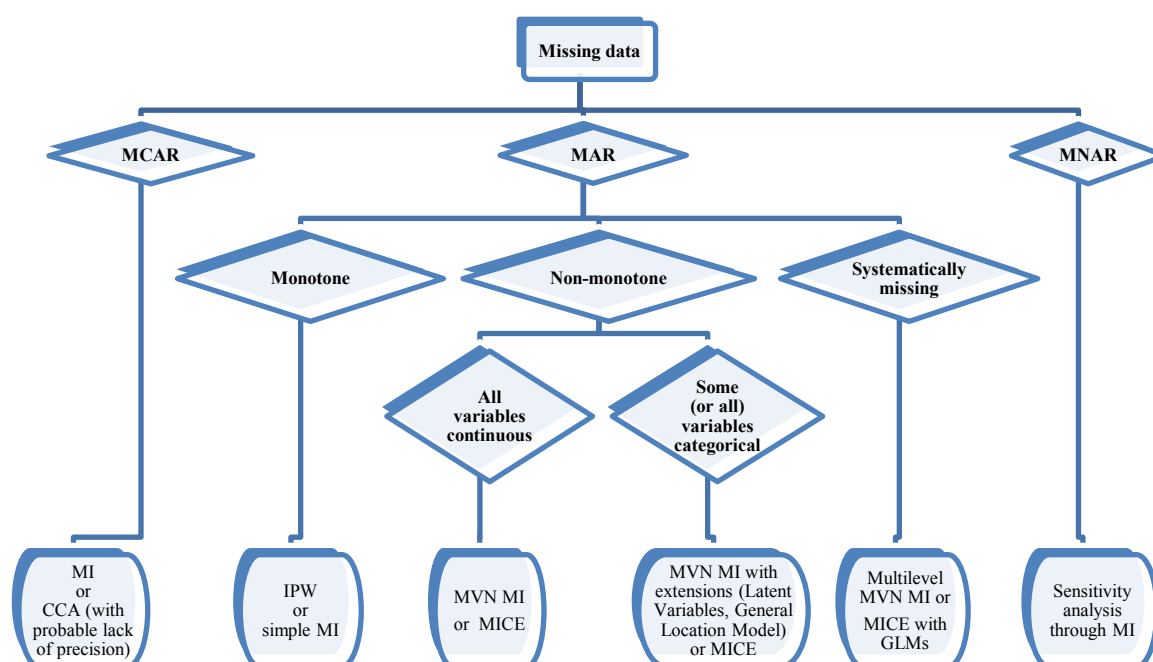 Missing data
MCAR
MAR
MNAR
Monotone
Non-monotone
Systematically
missing
All
variables
continuous
Some
(or all)
variables
categorical
MI
or
CCA (with
probable lack
of precision)
IPW
or
simple MI
MVN MI
or MICE
MVN MI with
extensions (Latent
Variables, General
Location Model)
or MICE
Multilevel
MVN MI or
MICE with
GLMs
Sensitivity
analysis
through MI